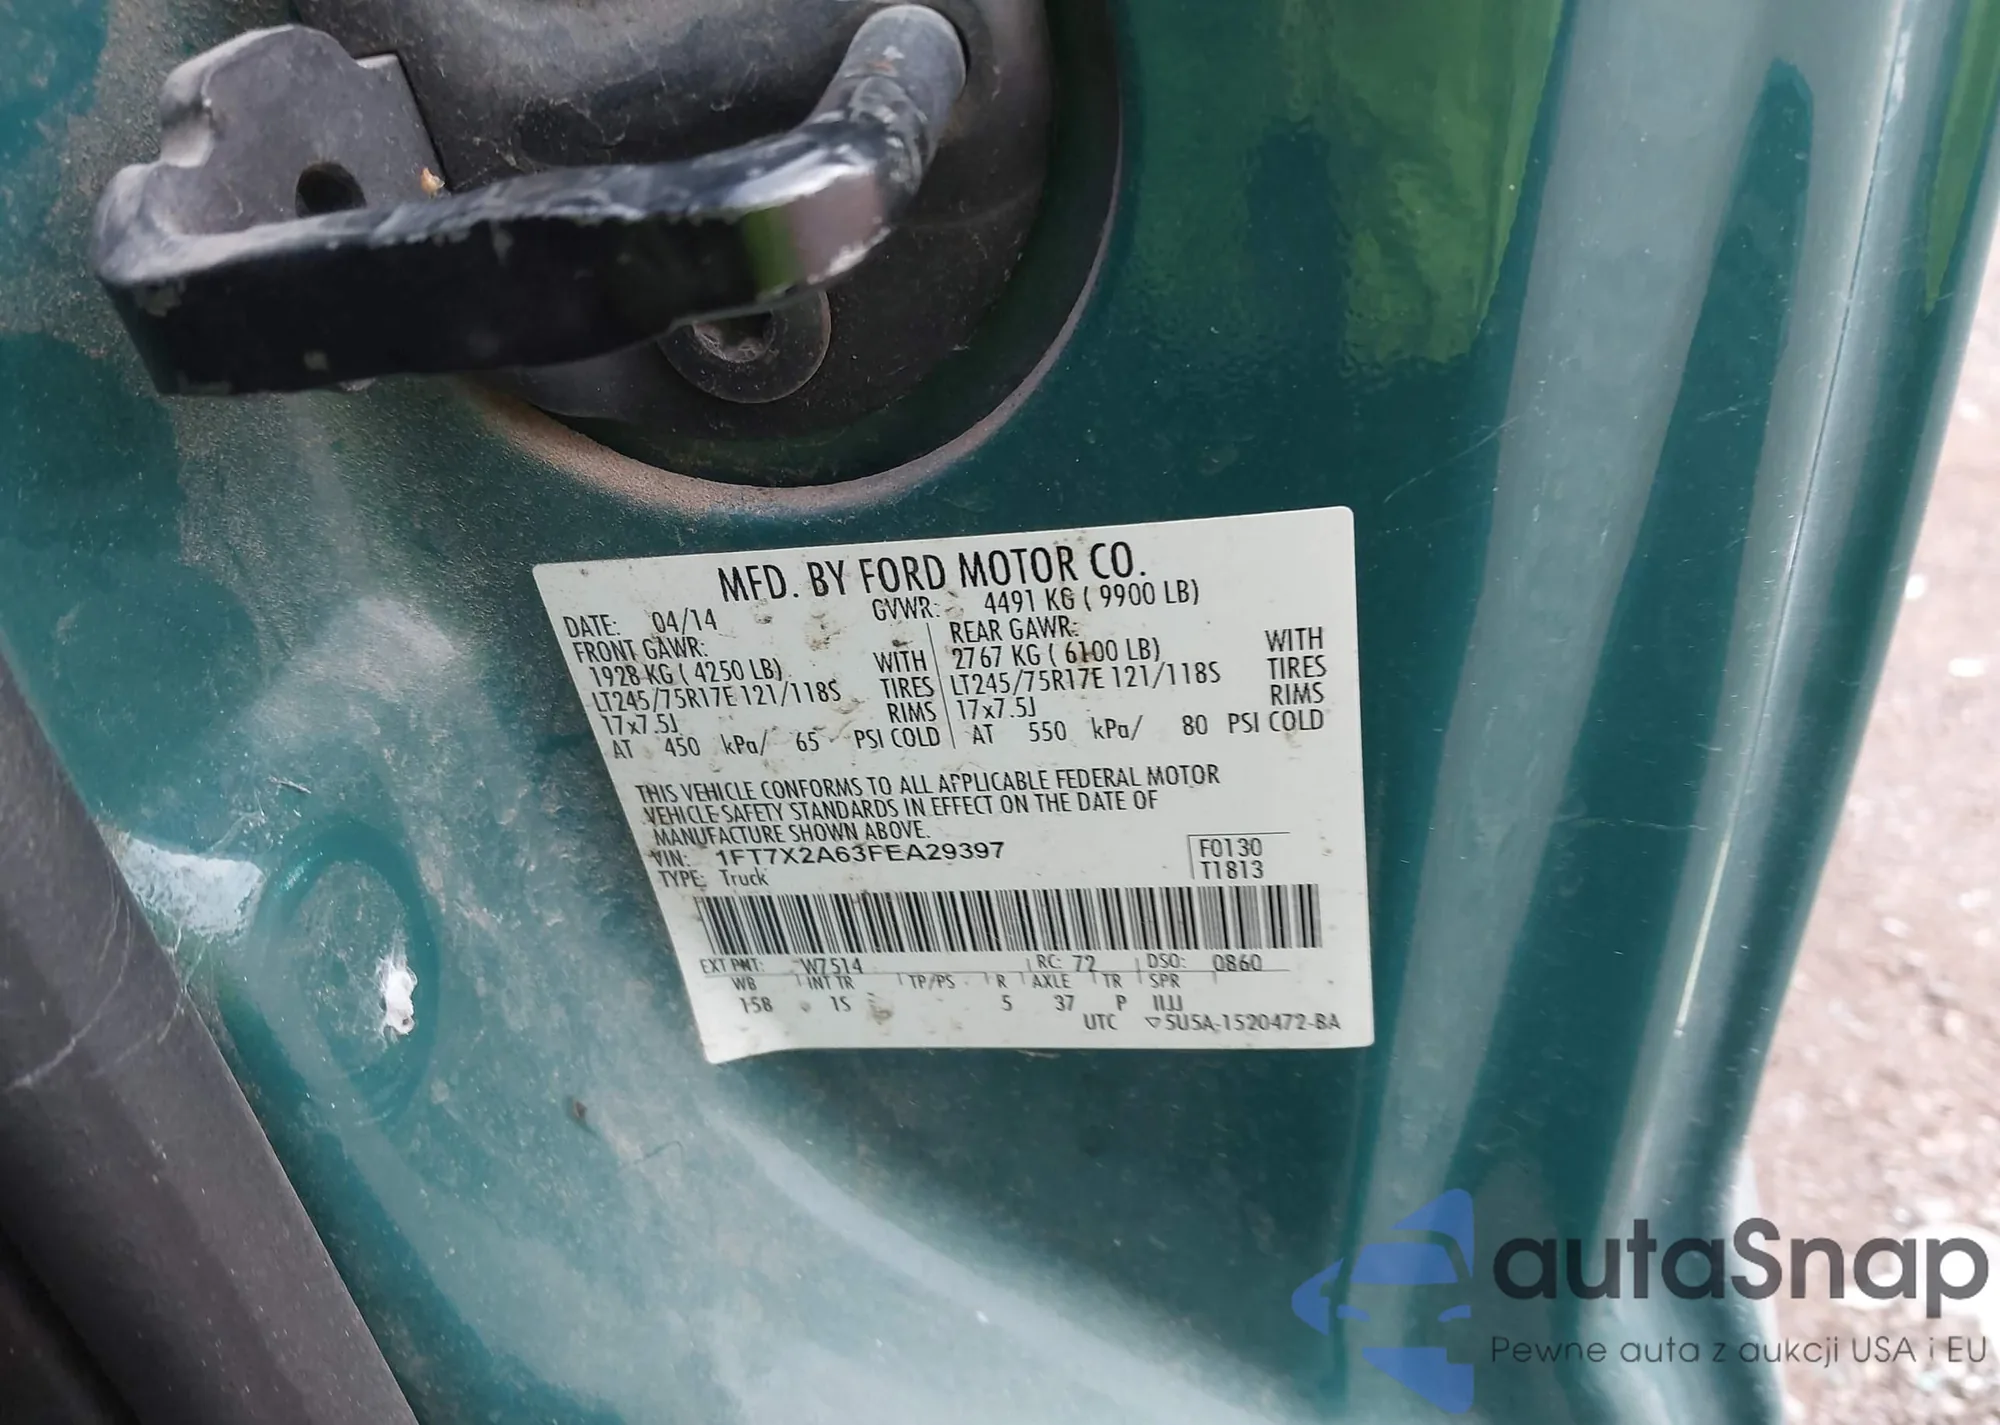 MFD. BY FORD MOTOR CO.
DATE: 04/14 GVWR: 4491 KG ( 9900 LB)
FRONT GAWR: REAR GAWR:
1928 KG ( 4250 LB) WITH 2767 KG ( 6100 LB) WITH
LT245/75R17E 121/118S TIRES LT245/75R17E 121/118S TIRES
17x7.5J RIMS 17x7.5J RIMS
AT 450 kPa/ 65 PSI COLD AT 550 kPa/ 80 PSI COLD
THIS VEHICLE CONFORMS TO ALL APPLICABLE FEDERAL MOTOR
VEHICLE SAFETY STANDARDS IN EFFECT ON THE DATE OF
MANUFACTURE SHOWN ABOVE.
VIN: 1FT7X2A63FEA29397 F0130
TYPE: Truck T1813
EXT PNT: W7514 RC: 72 DSO: 0860
WB INT TR TP/PS R AXLE TR SPR
158 1S 5 37 P IIJJ
UTC ▽5U5A-1520472-BA
autaSnap
Pewne auta z aukcji USA i EU